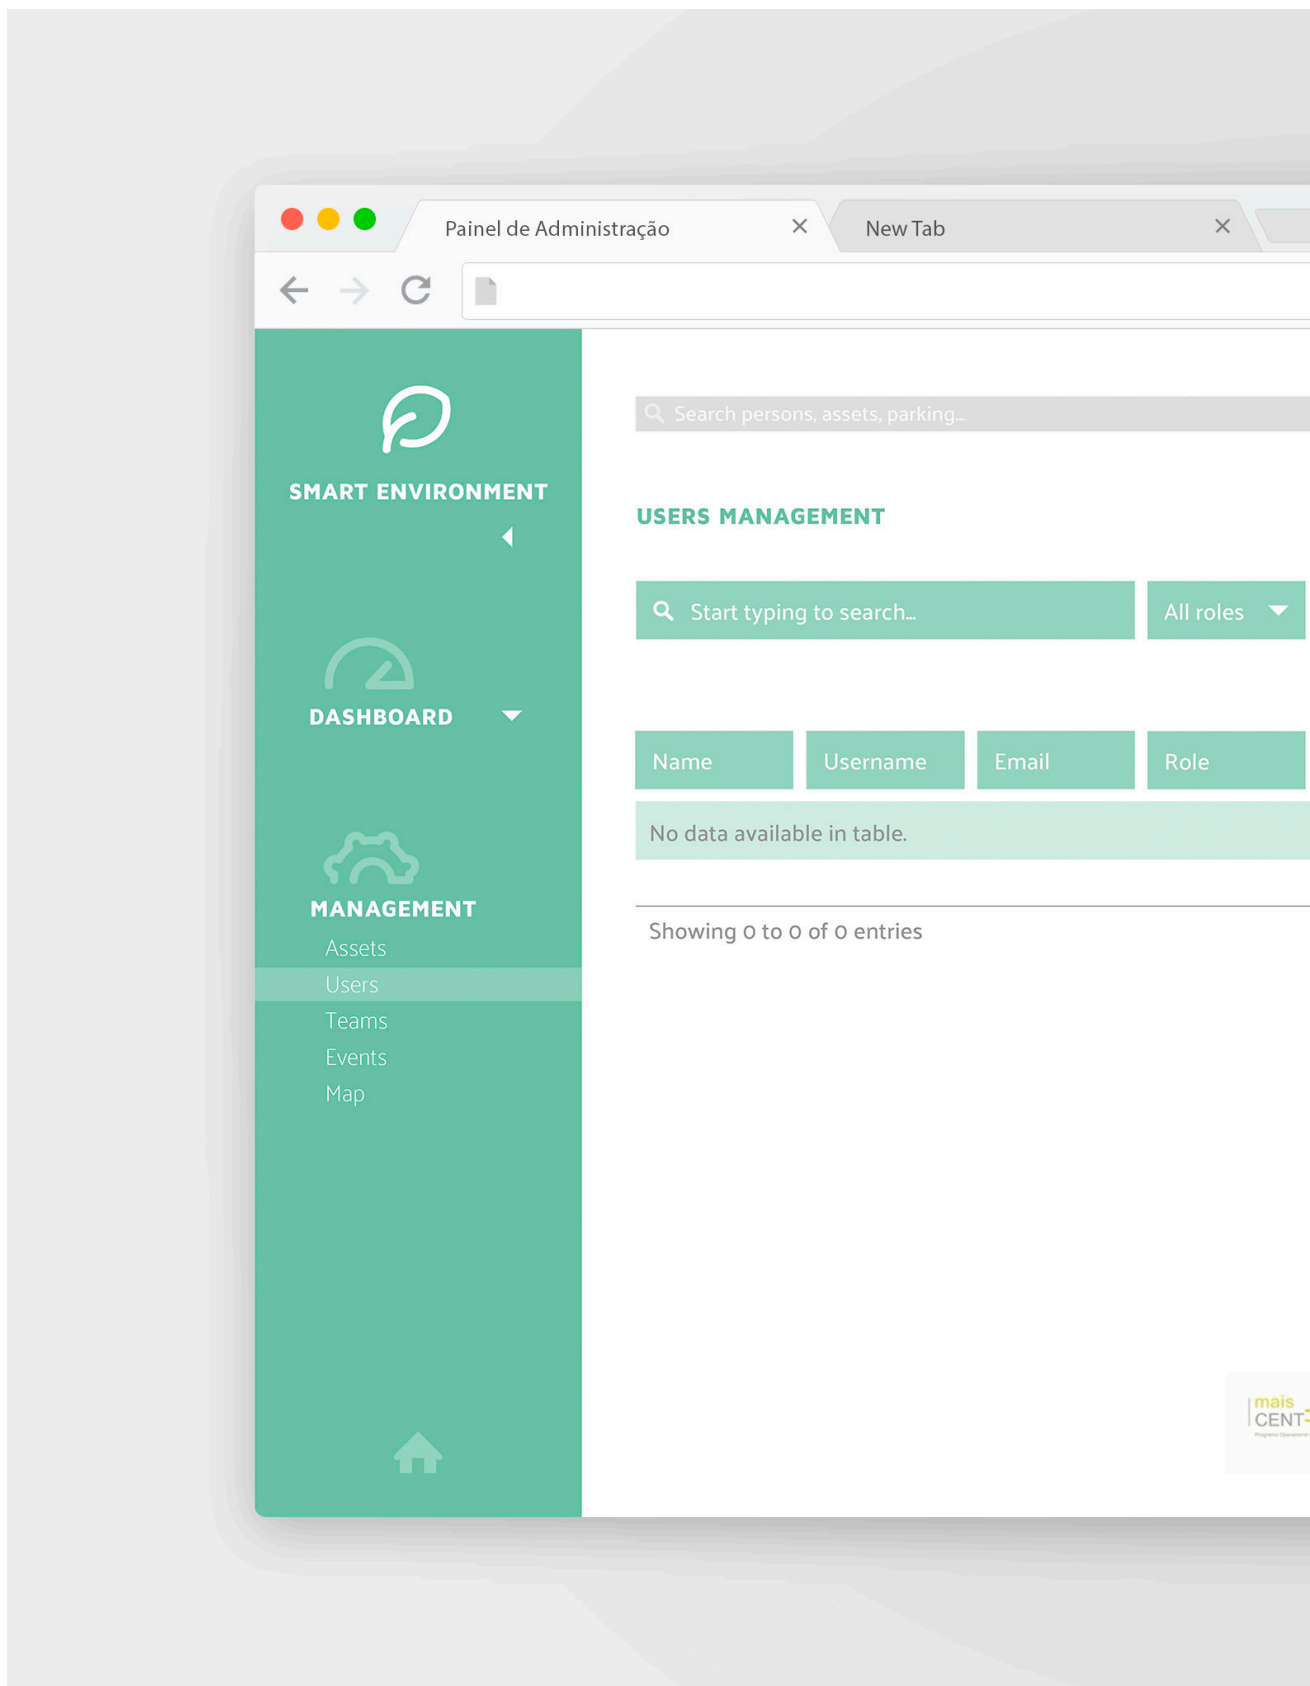 Painel de Administração
New Tab
SMART ENVIRONMENT
DASHBOARD
MANAGEMENT
Assets
Users
Teams
Events
Map
Search persons, assets, parking...
USERS MANAGEMENT
Start typing to search...
All roles
Name Username Email Role
No data available in table.
Showing 0 to 0 of 0 entries
mais
CENT
Programa Operacional